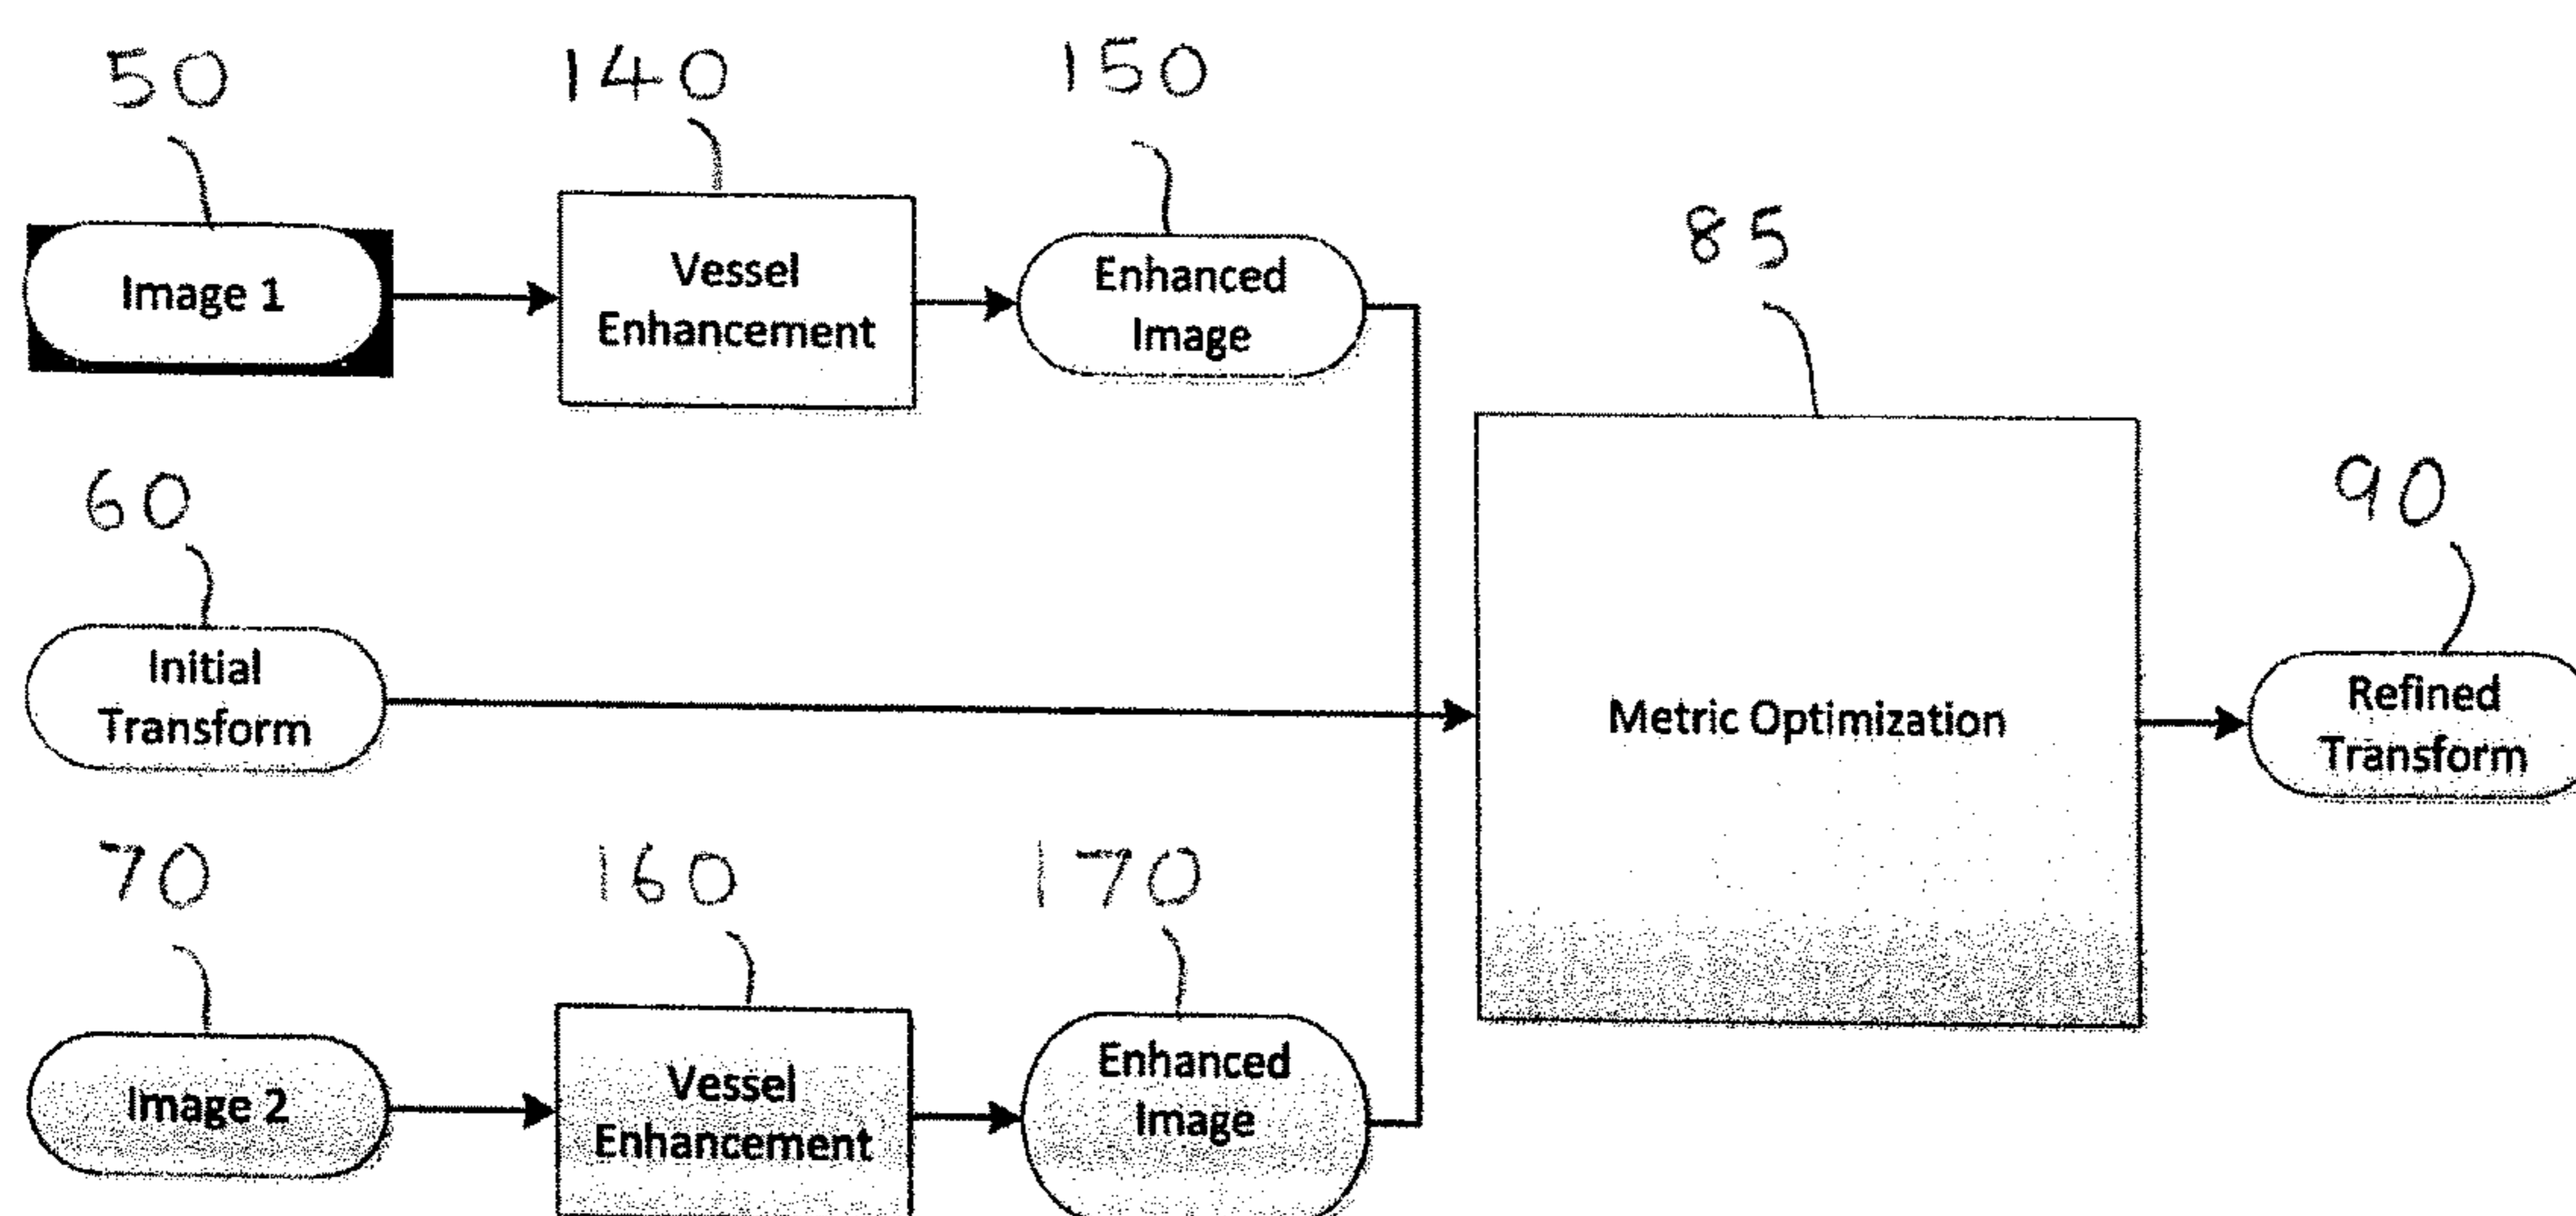 50
140
150
Image 1
Vessel
Enhancement
Enhanced
Image
85
60
Initial
Transform
Metric Optimization
90
Refined
Transform
70
160
170
Image 2
Vessel
Enhancement
Enhanced
Image